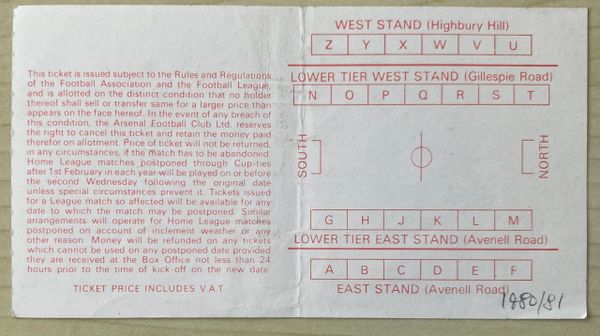 This ticket is issued subject to the Rules and Regulations
of the Football Association and the Football League,
and is allotted on the distinct condition that no holder
thereof shall sell or transfer same for a larger price than
appears on the face hereof. In the event of any breach of
this condition, the Arsenal Football Club Ltd. reserves
the right to cancel this ticket and retain the money paid
therefor on allotment. Price of ticket will not be returned,
in any circumstances, if the match has to be abandoned.
Home League matches postponed through Cup-ties
after 1st February in each year will be played on or before
the second Wednesday following the original date
unless special circumstances prevent it. Tickets issued
for a League match so affected will be available for any
date to which the match may be postponed. Similar
arrangements will operate for Home League matches
postponed on account of inclement weather or any
other reason. Money will be refunded on any tickets
which cannot be used on any postponed date provided
they are received at the Box Office not less than 24
hours prior to the time of kick-off on the new date.
TICKET PRICE INCLUDES V.A.T
WEST STAND (Highbury Hill)
Z Y X W V U
LOWER TIER WEST STAND (Gillespie Road)
N O P Q R S T
SOUTH
NORTH
G H J K L M
LOWER TIER EAST STAND (Avenell Road)
A B C D E F
EAST STAND (Avenell Road)
1980/81